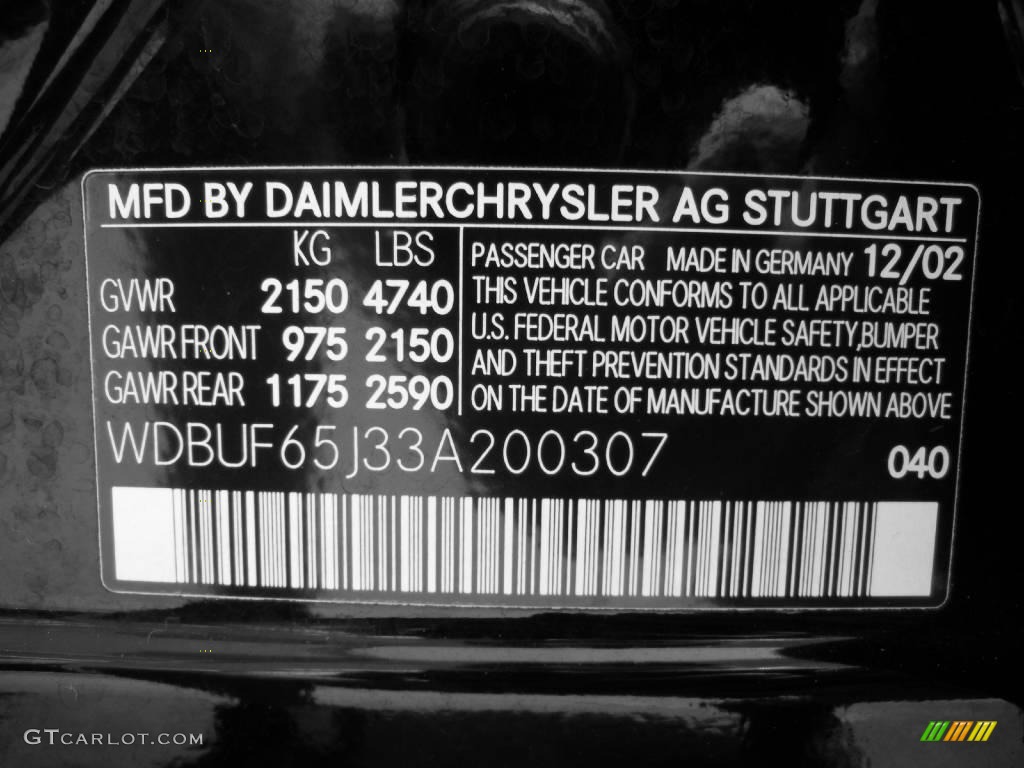 MFD BY DAIMLERCHRYSLER AG STUTTGART
KG LBS
GVWR 2150 4740
GAWR FRONT 975 2150
GAWR REAR 1175 2590
PASSENGER CAR MADE IN GERMANY 12/02
THIS VEHICLE CONFORMS TO ALL APPLICABLE
U.S. FEDERAL MOTOR VEHICLE SAFETY,BUMPER
AND THEFT PREVENTION STANDARDS IN EFFECT
ON THE DATE OF MANUFACTURE SHOWN ABOVE
WDBUF65J33A200307 040
GTCARLOT.COM